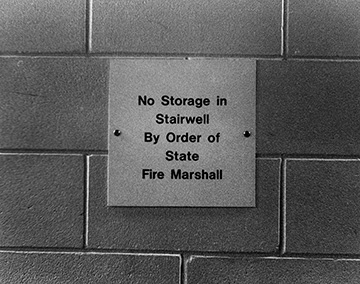 No Storage in
Stairwell
By Order of
State
Fire Marshall